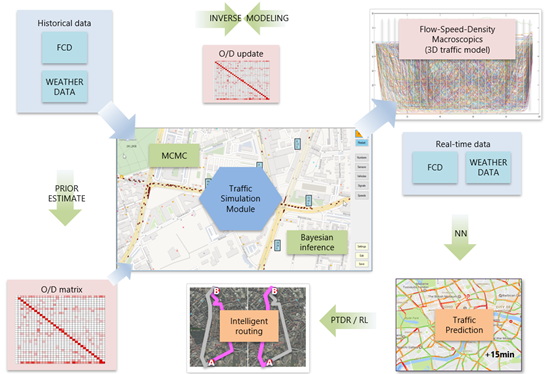 Historical data
FCD
WEATHER
DATA
INVERSE
MODELING
O/D update
Flow-Speed-Density
Macroscopics
(3D traffic model)
MCMC
Traffic
Simulation
Module
Bayesian
inference
Real-time data
FCD
WEATHER
DATA
PRIOR
ESTIMATE
NN
O/D matrix
B
B
A
A
Intelligent
routing
PTDR / RL
Traffic
Prediction
+15min